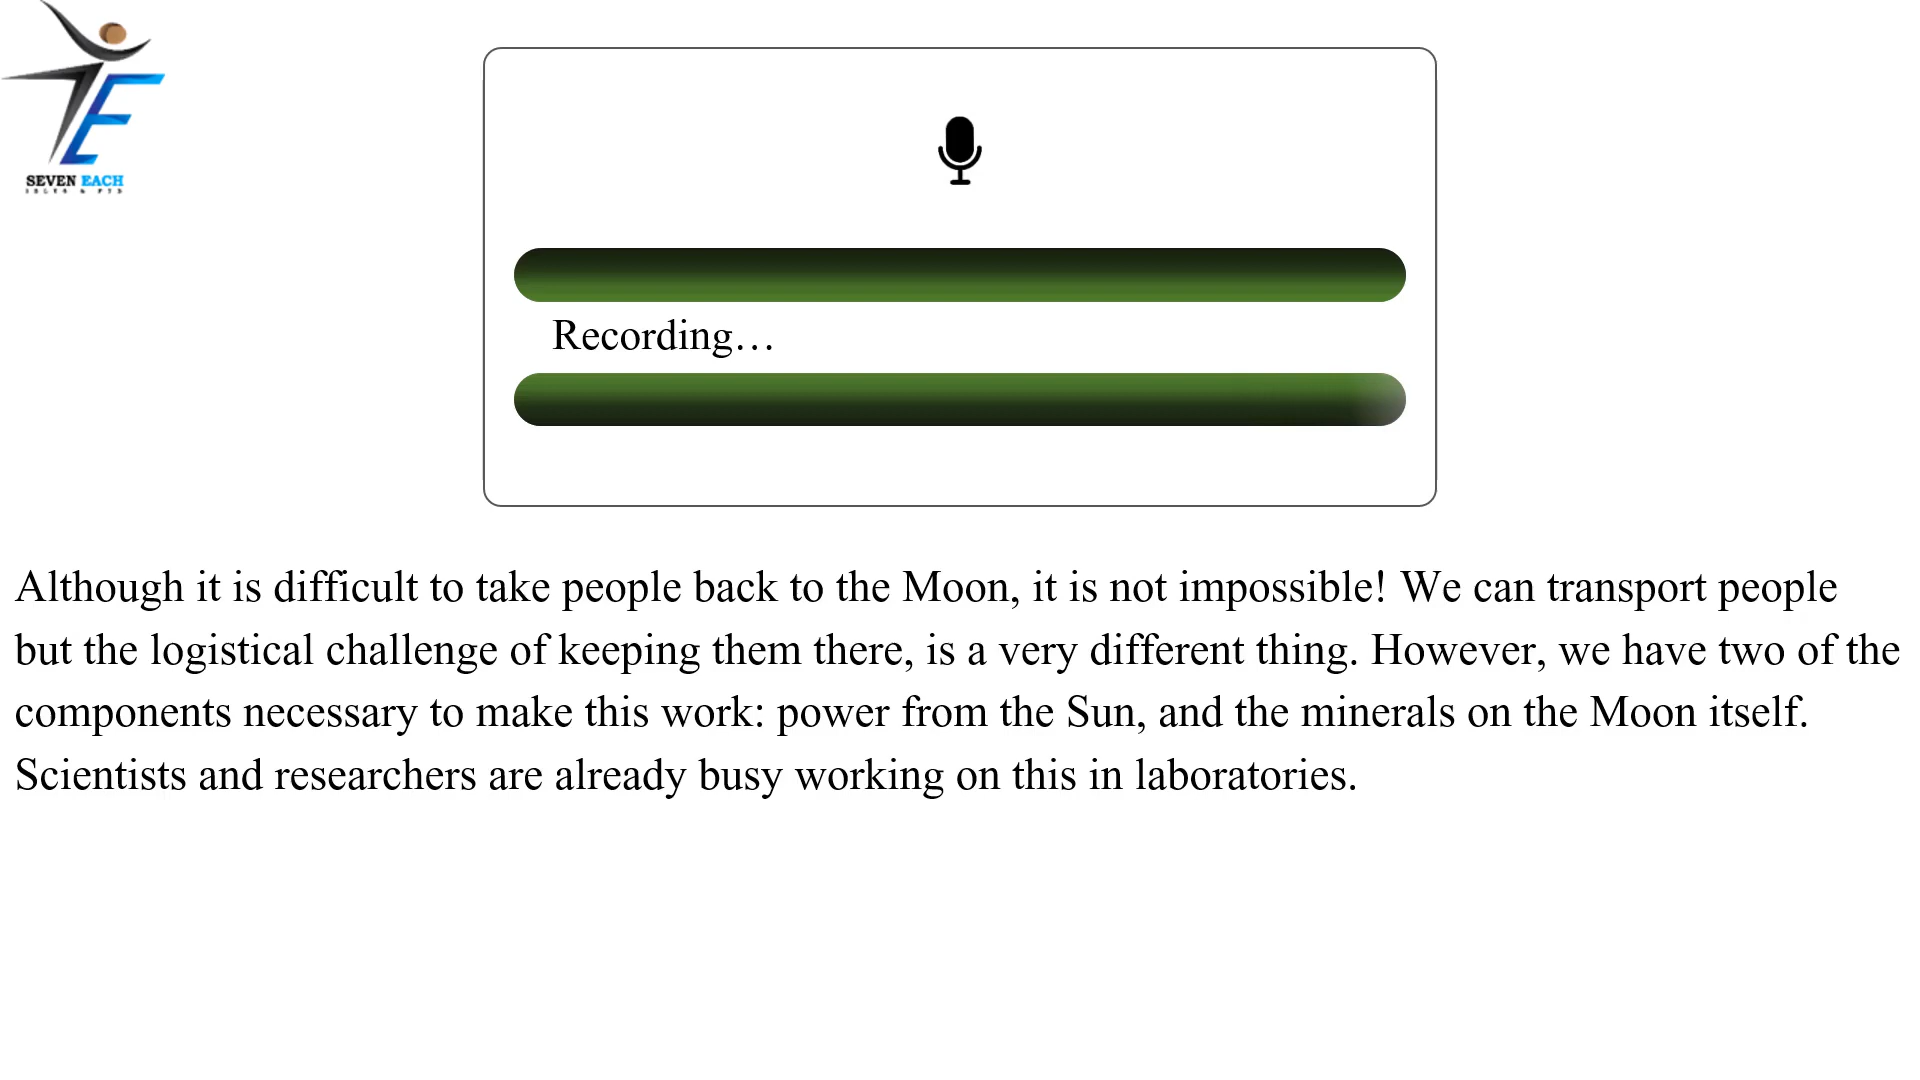 SEVEN EACH
Recording…
Although it is difficult to take people back to the Moon, it is not impossible! We can transport people
but the logistical challenge of keeping them there, is a very different thing. However, we have two of the
components necessary to make this work: power from the Sun, and the minerals on the Moon itself.
Scientists and researchers are already busy working on this in laboratories.